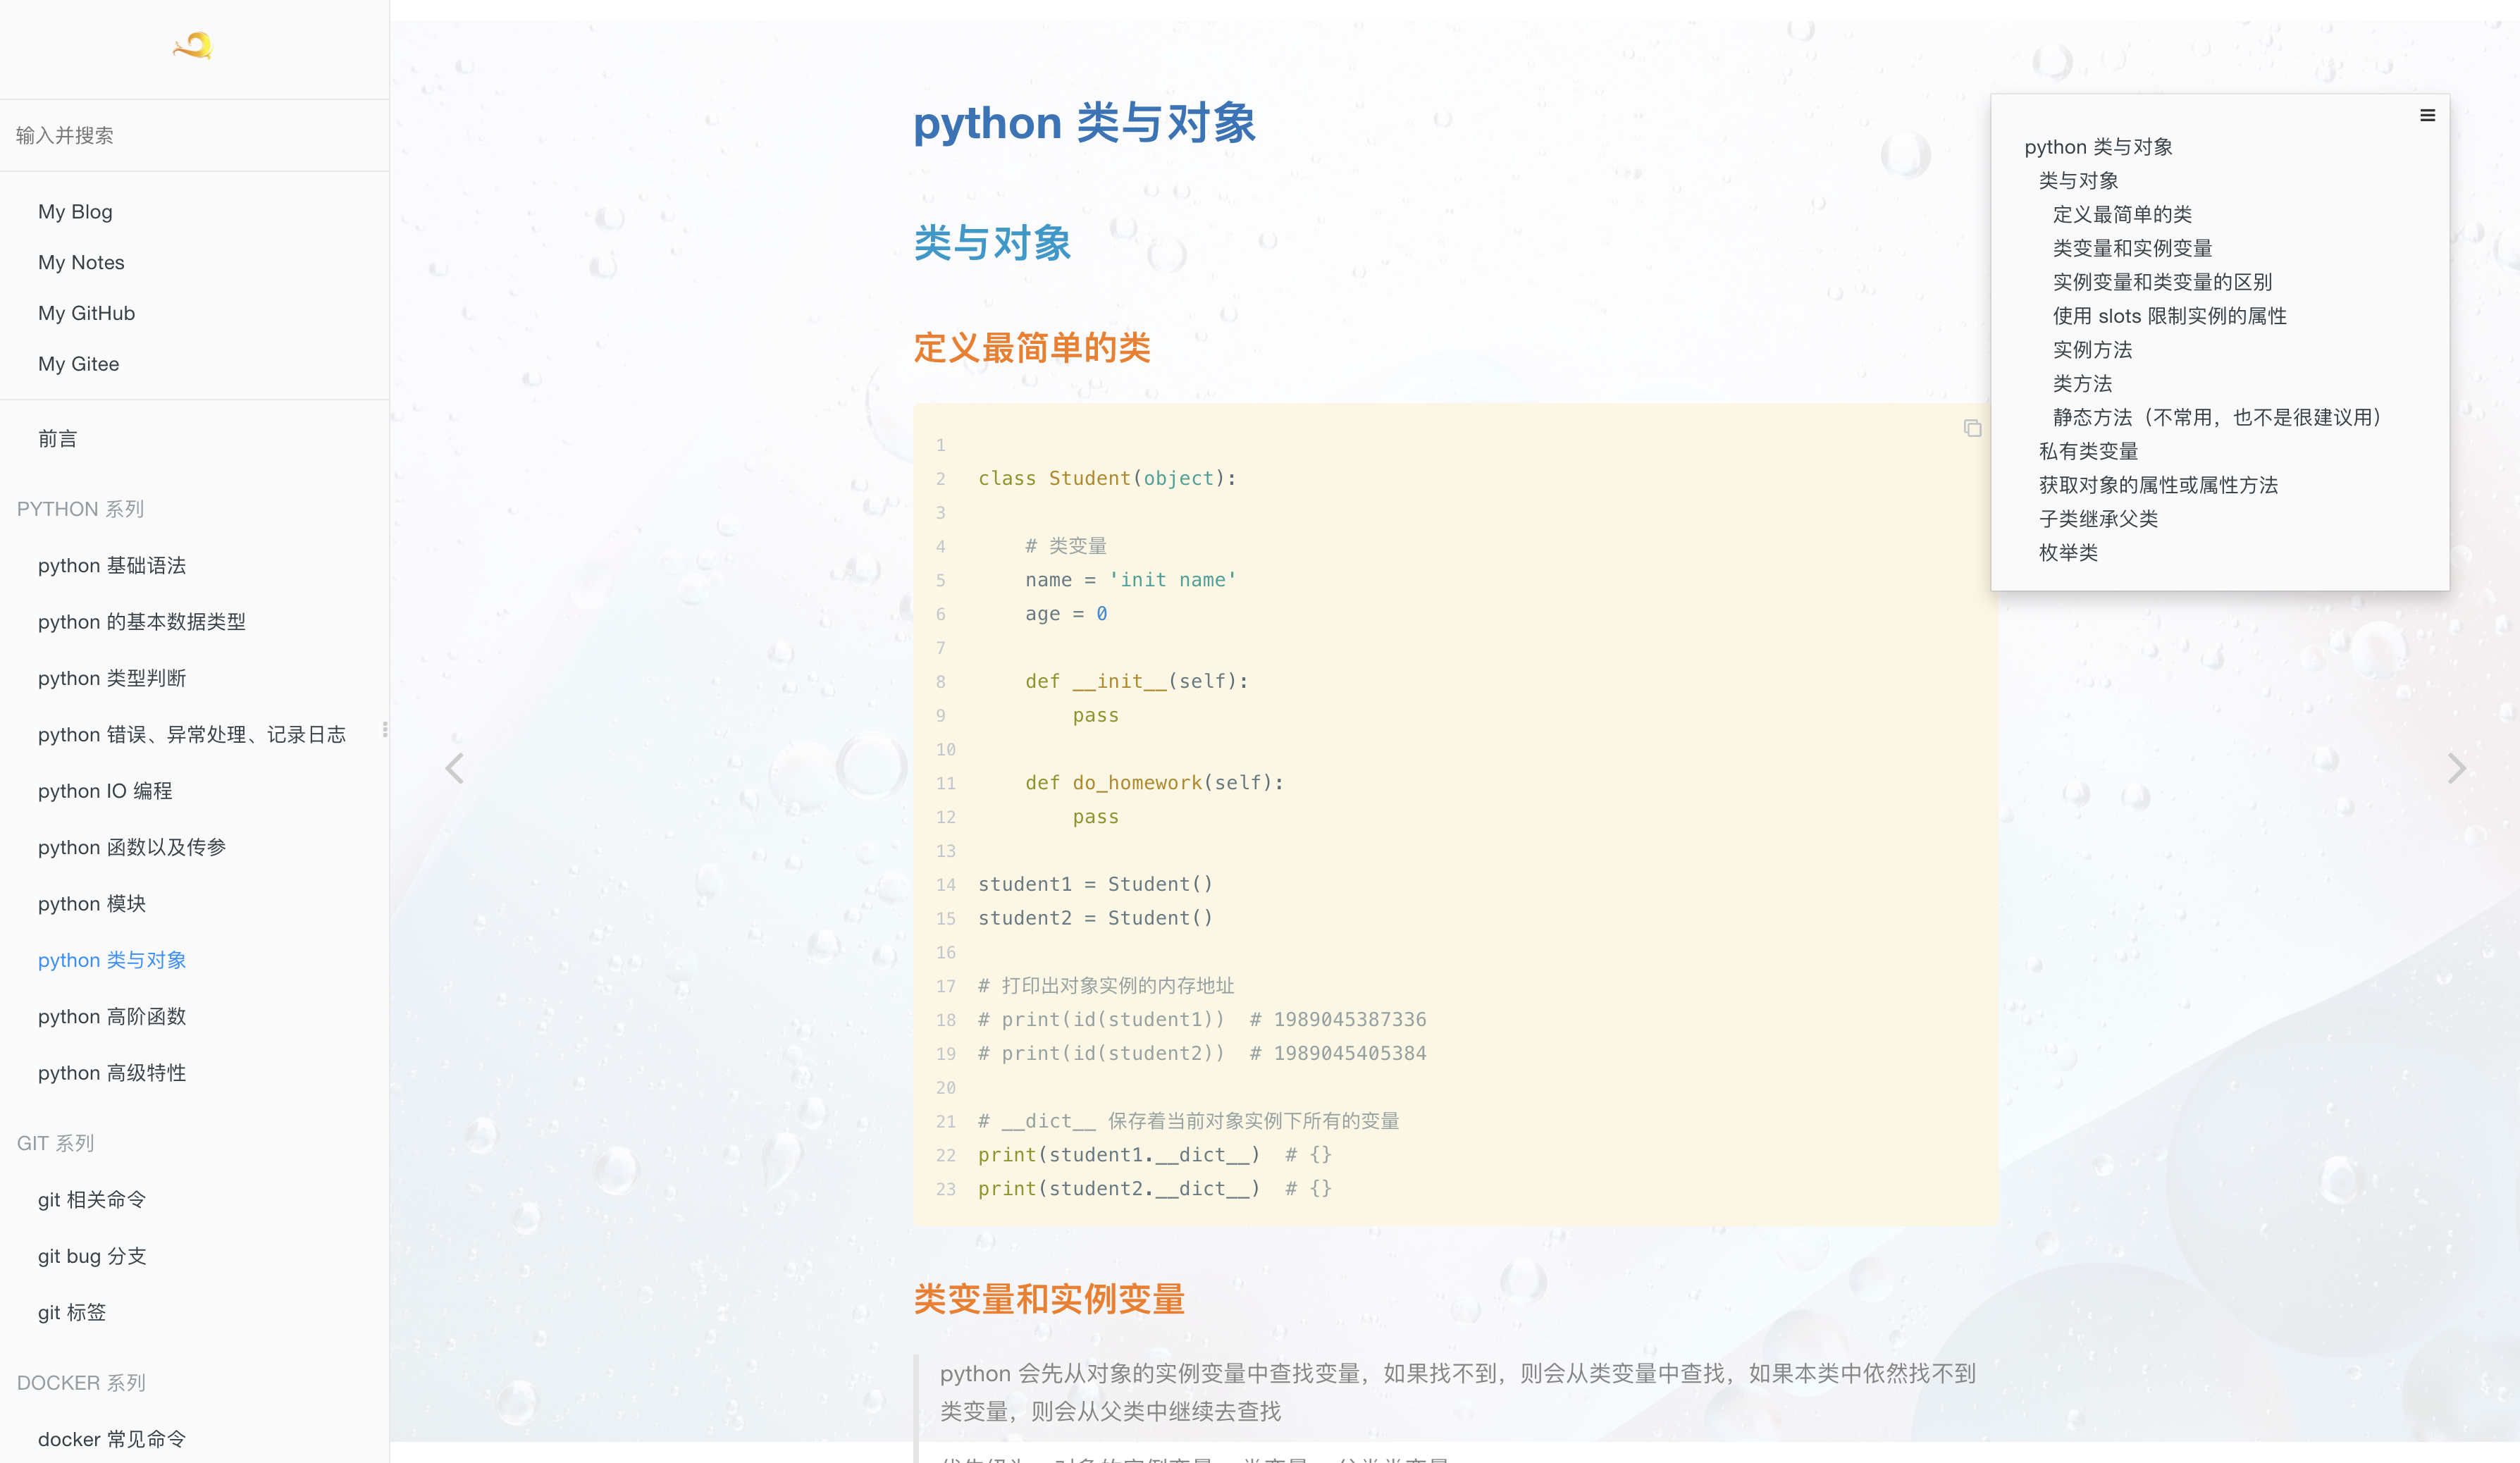 输入并搜索
My Blog
My Notes
My GitHub
My Gitee
前言
PYTHON 系列
python 基础语法
python 的基本数据类型
python 类型判断
python 错误、异常处理、记录日志
python IO 编程
python 函数以及传参
python 模块
python 类与对象
python 高阶函数
python 高级特性
GIT 系列
git 相关命令
git bug 分支
git 标签
DOCKER 系列
docker 常见命令
python 类与对象
类与对象
定义最简单的类
1
2 class Student(object):
3
4     # 类变量
5     name = 'init name'
6     age = 0
7
8     def __init__(self):
9         pass
10
11     def do_homework(self):
12         pass
13
14 student1 = Student()
15 student2 = Student()
16
17 # 打印出对象实例的内存地址
18 # print(id(student1))  # 1989045387336
19 # print(id(student2))  # 1989045405384
20
21 # __dict__ 保存着当前对象实例下所有的变量
22 print(student1.__dict__)  # {}
23 print(student2.__dict__)  # {}
类变量和实例变量
python 会先从对象的实例变量中查找变量，如果找不到，则会从类变量中查找，如果本类中依然找不到
类变量，则会从父类中继续去查找
python 类与对象
类与对象
定义最简单的类
类变量和实例变量
实例变量和类变量的区别
使用 slots 限制实例的属性
实例方法
类方法
静态方法（不常用，也不是很建议用）
私有类变量
获取对象的属性或属性方法
子类继承父类
枚举类